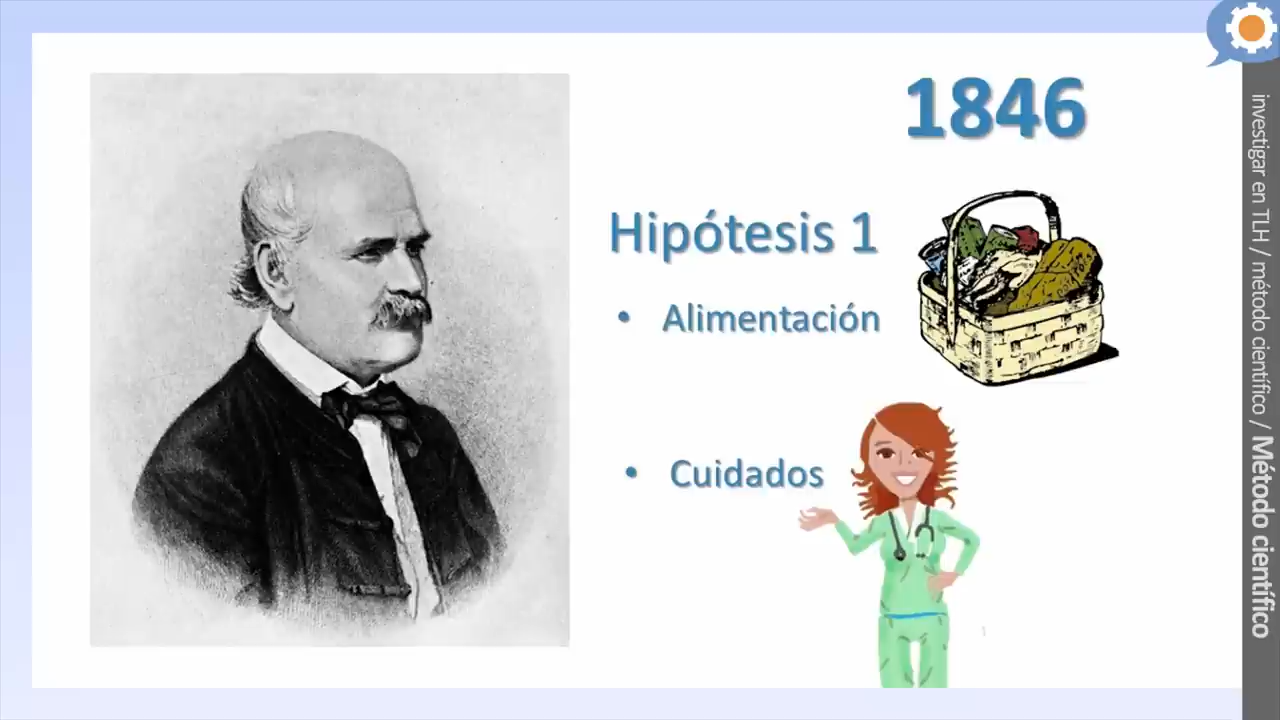 1846
Hipótesis 1
• Alimentación
• Cuidados
investigar en TLH / método científico / Método científico